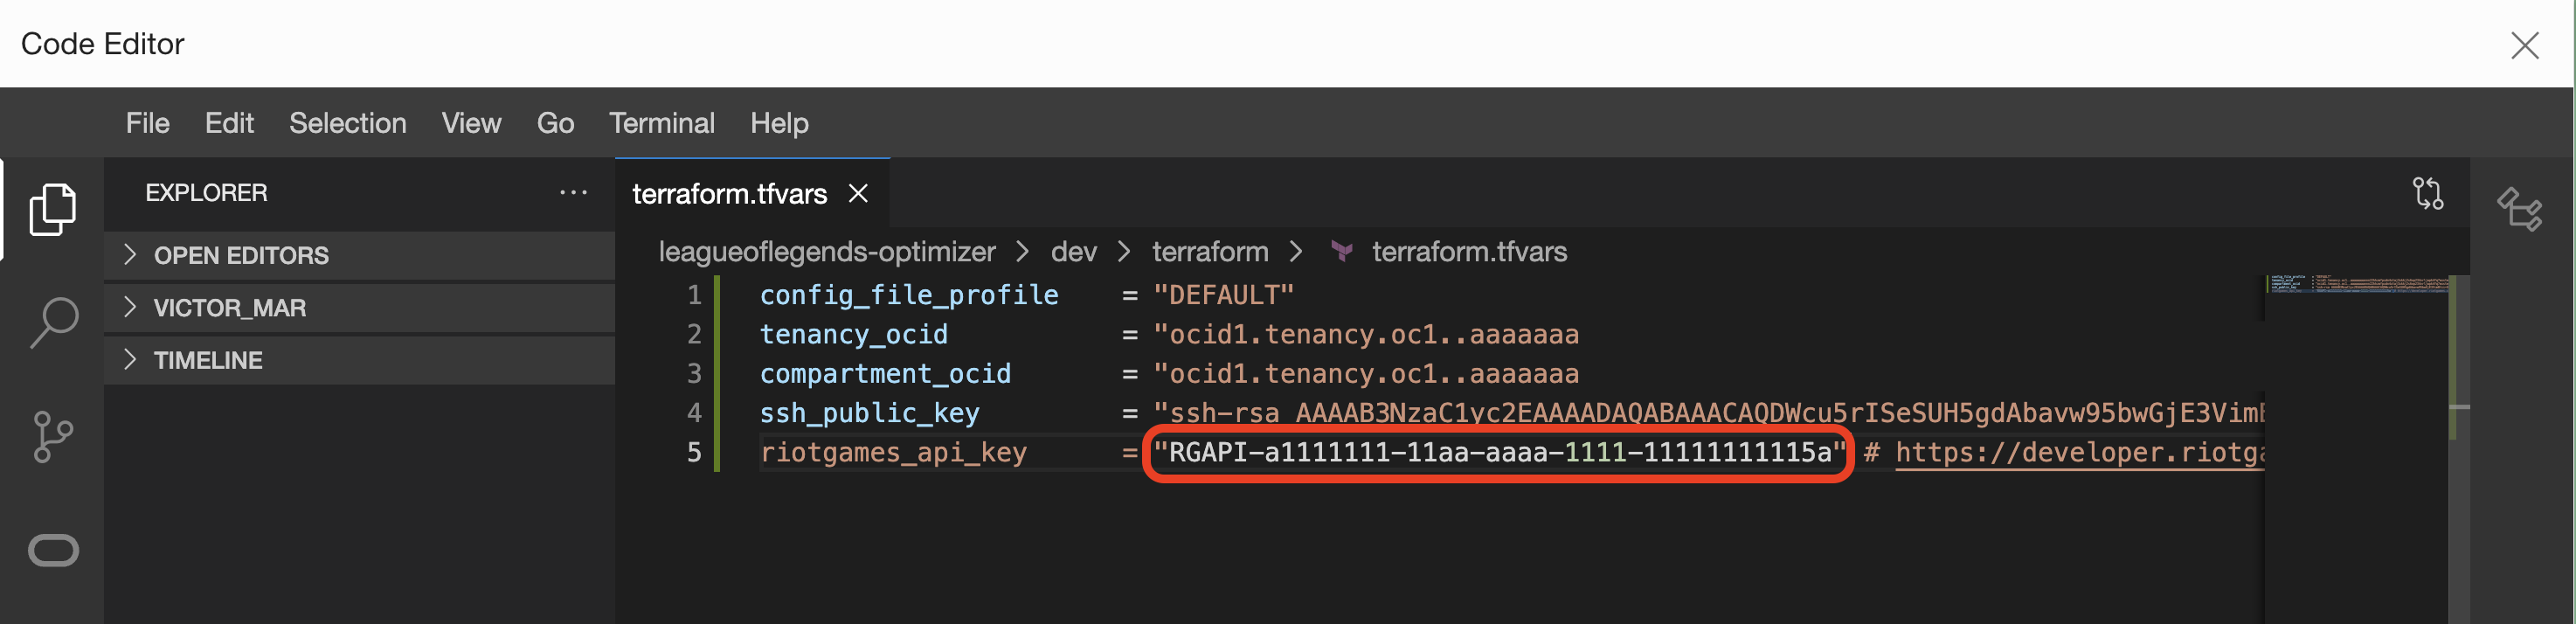 Code Editor
File Edit Selection View Go Terminal Help
EXPLORER
terraform.tfvars
OPEN EDITORS
VICTOR_MAR
TIMELINE
leagueoflegends-optimizer > dev > terraform > terraform.tfvars
1 config_file_profile = "DEFAULT"
2 tenancy_ocid = "ocid1.tenancy.oc1..aaaaaaa
3 compartment_ocid = "ocid1.tenancy.oc1..aaaaaaa
4 ssh_public_key = "ssh-rsa AAAAB3NzaC1yc2EAAAADAQABAAACAQDWcu5rISeSUH5gdAbavw95bwGjE3Vim
5 riotgames_api_key = "RGAPI-a1111111-11aa-aaaa-1111-11111111115a" # https://developer.riotga